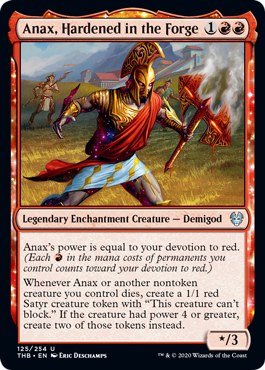 Anax, Hardened in the Forge 1
Legendary Enchantment Creature — Demigod
Anax's power is equal to your devotion to red.
(Each in the mana costs of permanents you
control counts toward your devotion to red.)
Whenever Anax or another nontoken
creature you control dies, create a 1/1 red
Satyr creature token with "This creature can't
block." If the creature had power 4 or greater,
create two of those tokens instead.
*/3
125/254 U
THB • EN Eric Deschamps
™ & © 2020 Wizards of the Coast